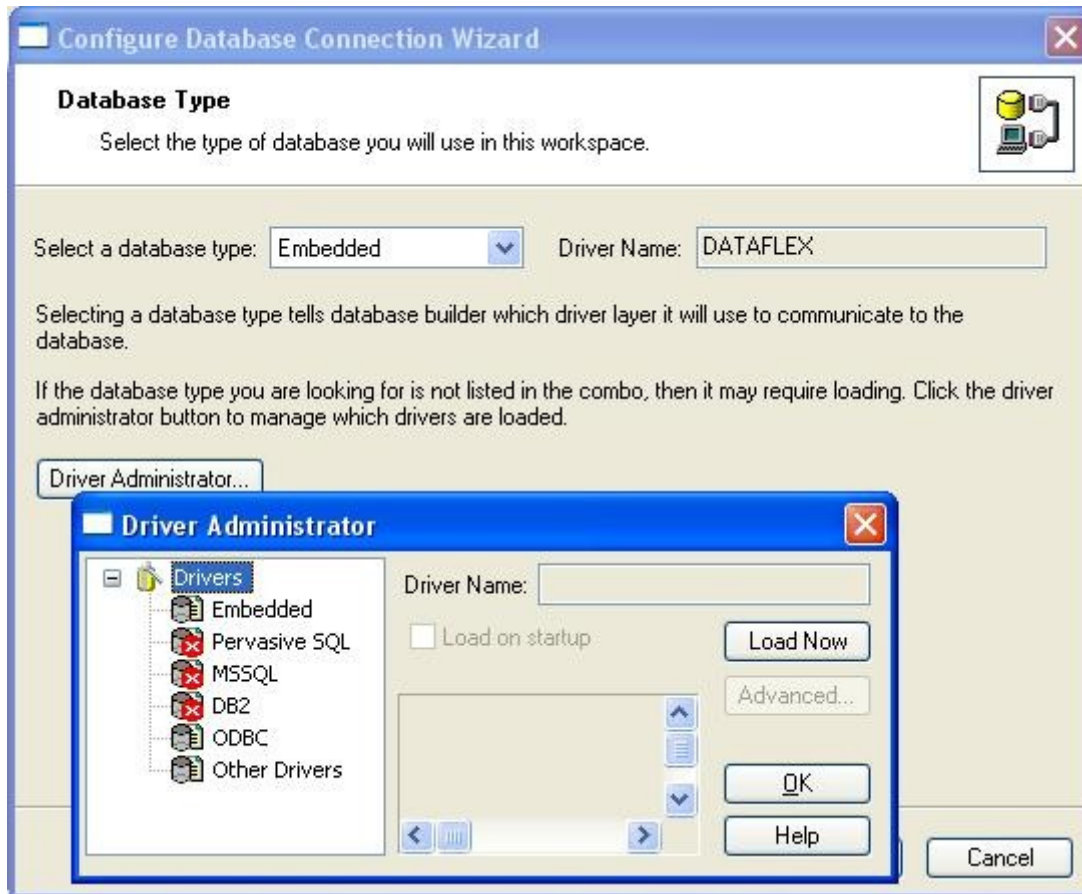 Configure Database Connection Wizard
Database Type
Select the type of database you will use in this workspace.
Select a database type: Embedded Driver Name: DATAFLEX
Selecting a database type tells database builder which driver layer it will use to communicate to the
database.
If the database type you are looking for is not listed in the combo, then it may require loading. Click the driver
administrator button to manage which drivers are loaded.
Driver Administrator...
Driver Administrator
Drivers
Embedded
Pervasive SQL
MSSQL
DB2
ODBC
Other Drivers
Driver Name:
Load on startup
Load Now
Advanced...
OK
Help
Cancel